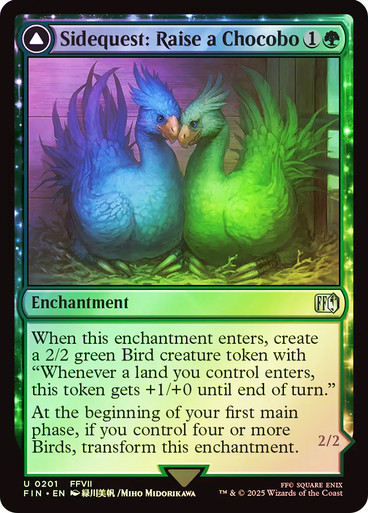 Sidequest: Raise a Chocobo 1
Enchantment
FFVII
When this enchantment enters, create
a 2/2 green Bird creature token with
“Whenever a land you control enters,
this token gets +1/+0 until end of turn.”
At the beginning of your first main
phase, if you control four or more
Birds, transform this enchantment.
2/2
U 0201 FFVII
FIN • EN 緑川美帆/Miho Midorikawa
FF© SQUARE ENIX
™ & © 2025 Wizards of the Coast